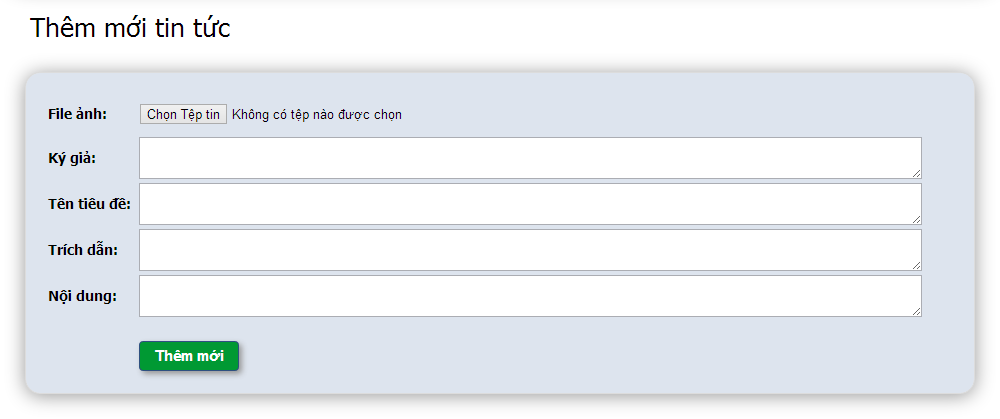 Thêm mới tin tức
File ảnh: Chọn Tệp tin Không có tệp nào được chọn
Ký giả:
Tên tiêu đề:
Trích dẫn:
Nội dung:
Thêm mới